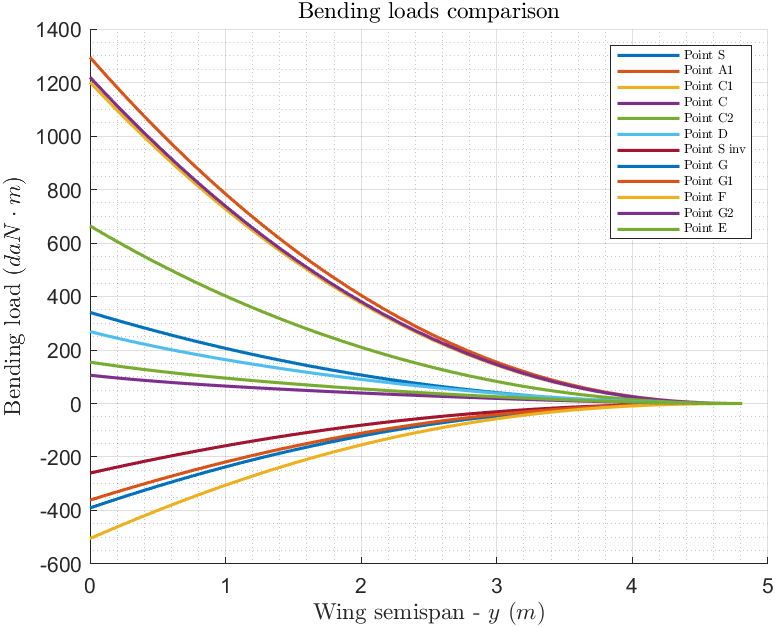 Bending loads comparison
1400
1200
1000
800
600
400
200
0
-200
-400
-600
Bending load (daN · m)
Point S
Point A1
Point C1
Point C
Point C2
Point D
Point S inv
Point G
Point G1
Point F
Point G2
Point E
0 1 2 3 4 5
Wing semispan - y (m)